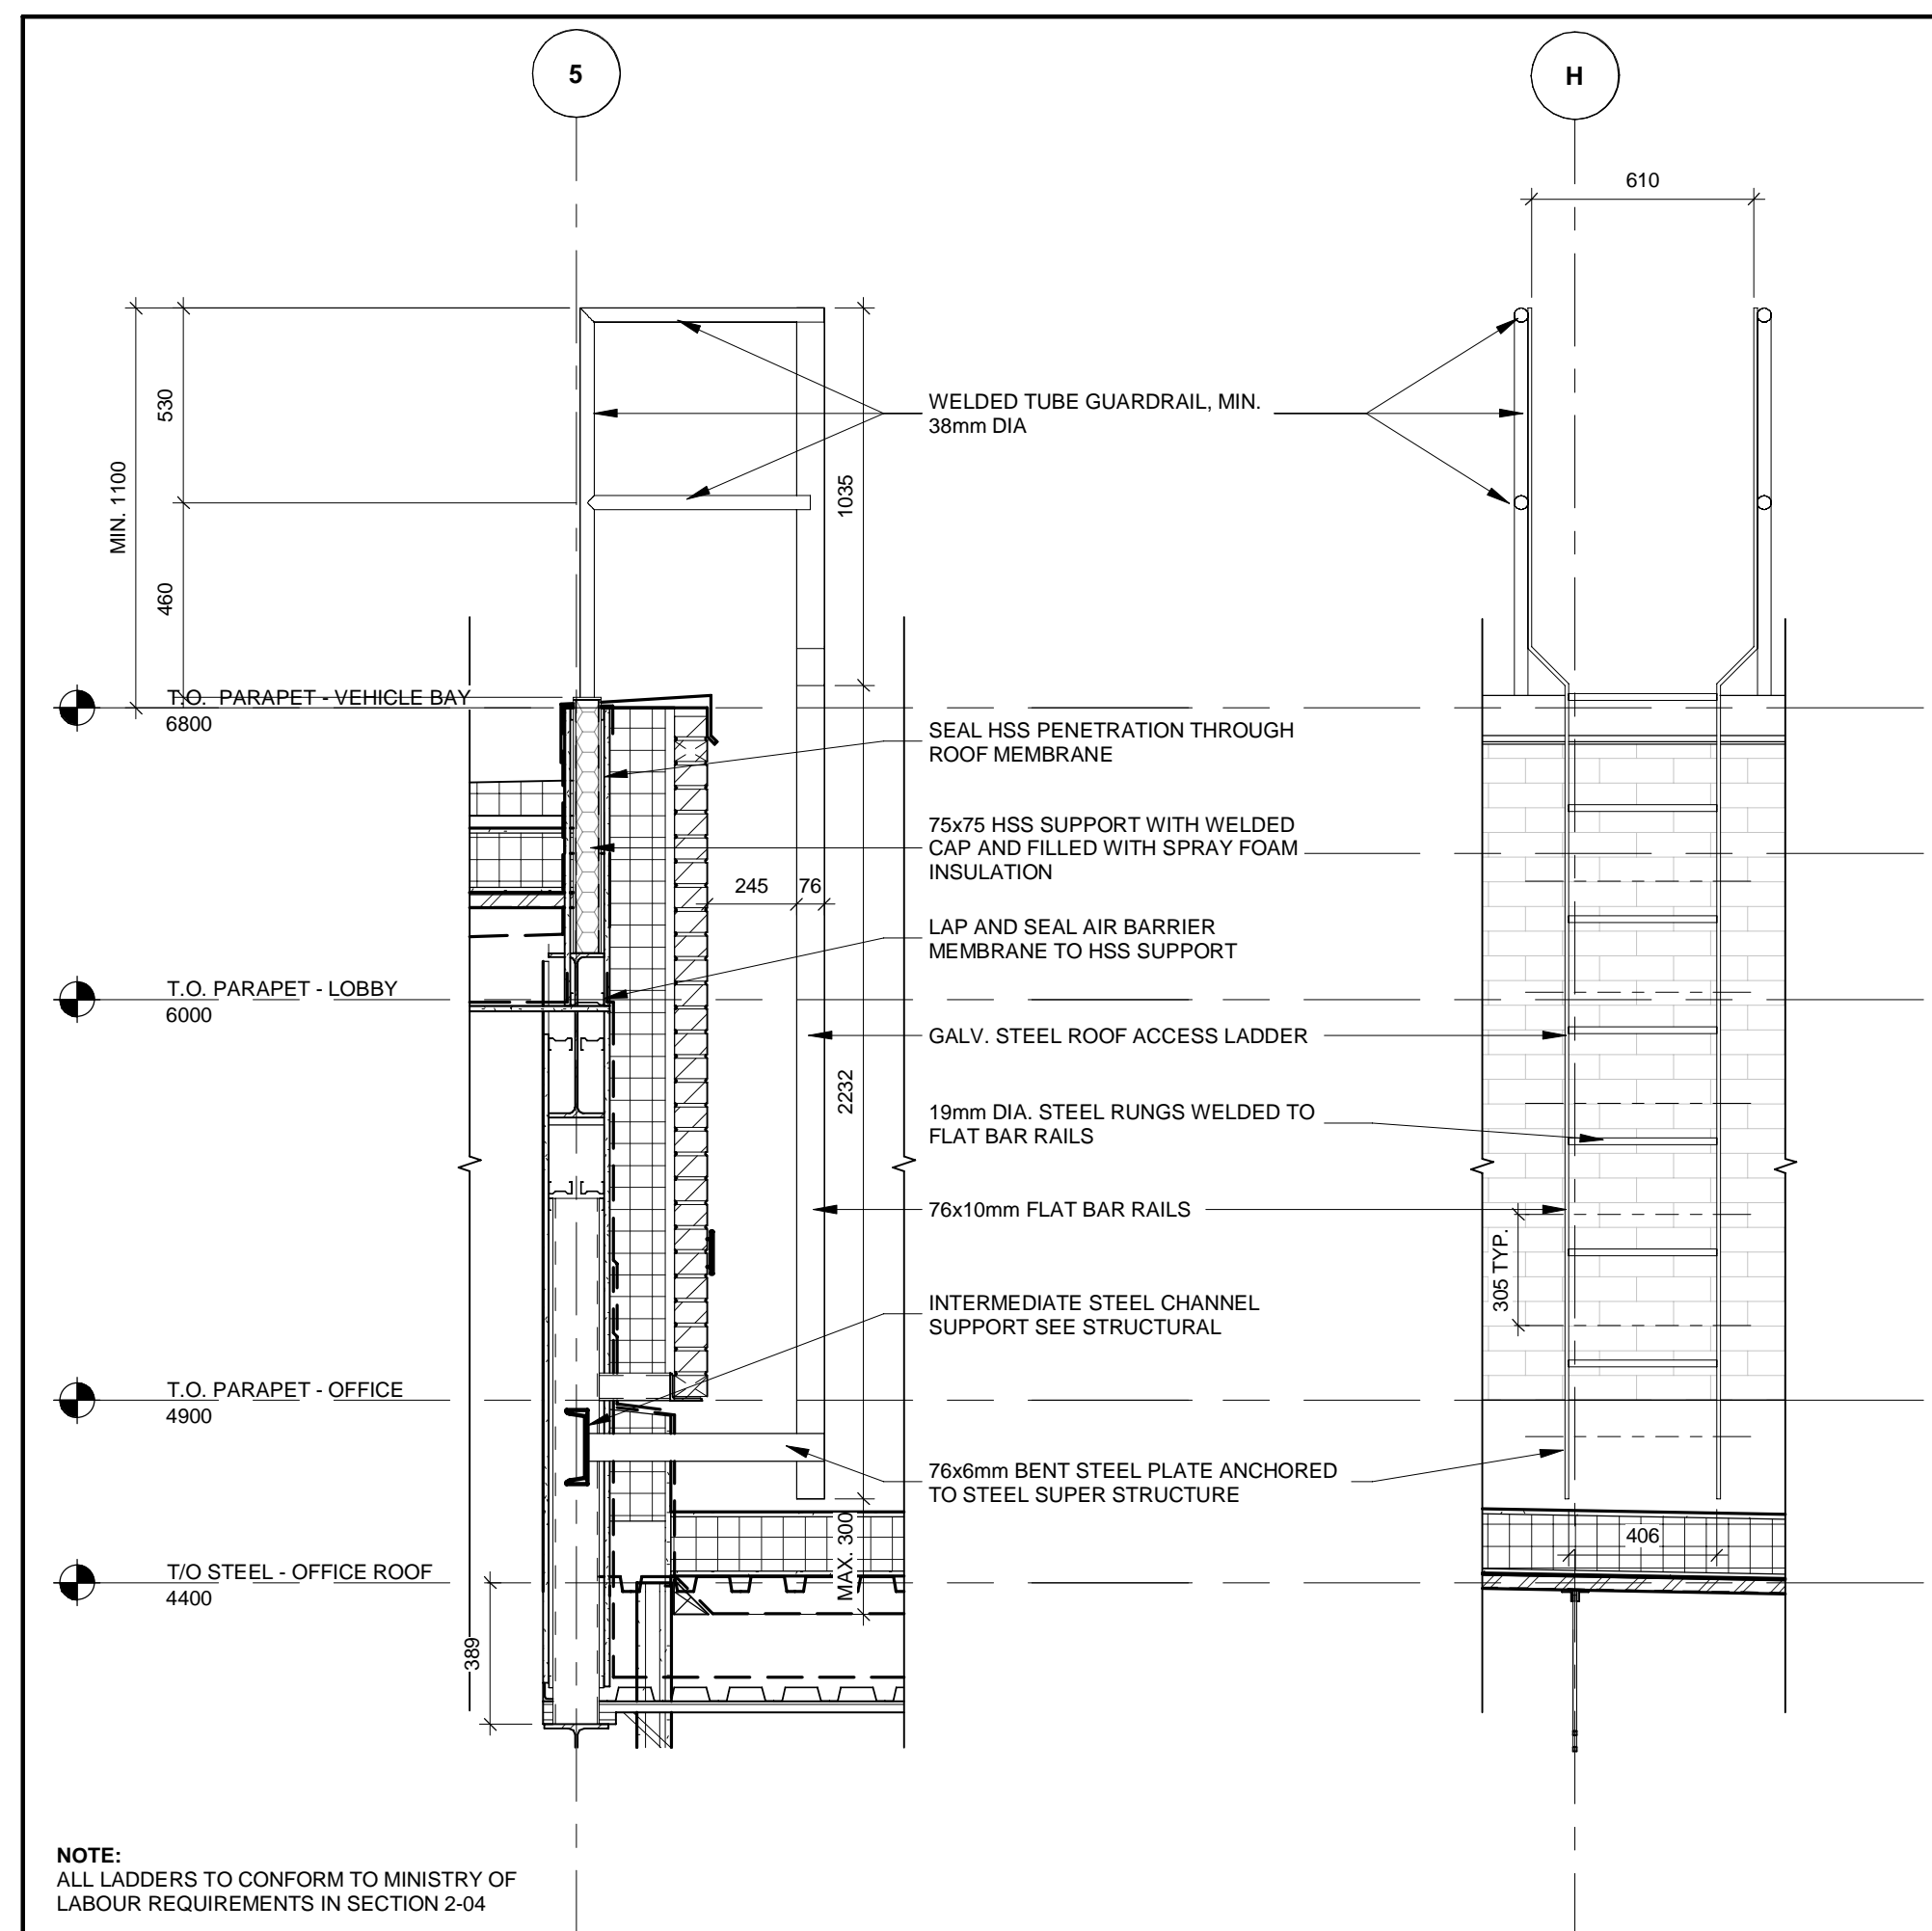 5
H
610
530
MIN. 1100
460
1035
WELDED TUBE GUARDRAIL, MIN.
38mm DIA
T.O. PARAPET - VEHICLE BAY
6800
SEAL HSS PENETRATION THROUGH
ROOF MEMBRANE
75x75 HSS SUPPORT WITH WELDED
CAP AND FILLED WITH SPRAY FOAM
INSULATION
245
76
LAP AND SEAL AIR BARRIER
MEMBRANE TO HSS SUPPORT
T.O. PARAPET - LOBBY
6000
GALV. STEEL ROOF ACCESS LADDER
2232
19mm DIA. STEEL RUNGS WELDED TO
FLAT BAR RAILS
76x10mm FLAT BAR RAILS
305 TYP.
INTERMEDIATE STEEL CHANNEL
SUPPORT SEE STRUCTURAL
T.O. PARAPET - OFFICE
4900
76x6mm BENT STEEL PLATE ANCHORED
TO STEEL SUPER STRUCTURE
MAX. 300
406
T/O STEEL - OFFICE ROOF
4400
389
NOTE:
ALL LADDERS TO CONFORM TO MINISTRY OF
LABOUR REQUIREMENTS IN SECTION 2-04